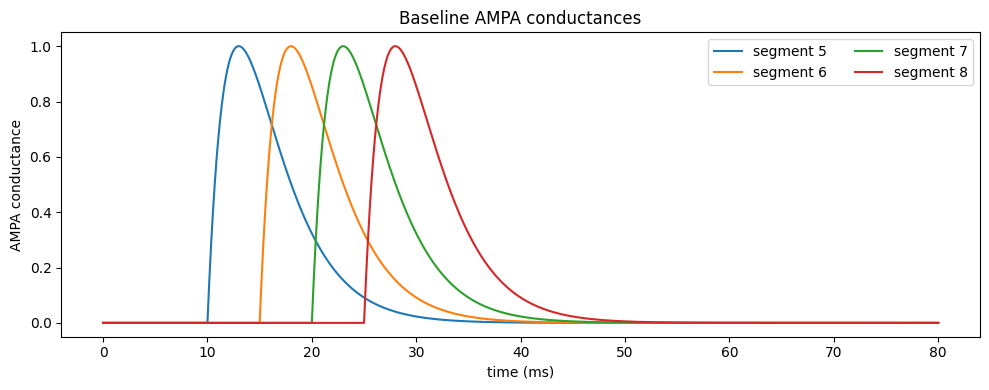 Baseline AMPA conductances
segment 5
segment 6
segment 7
segment 8
AMPA conductance
1.0
0.8
0.6
0.4
0.2
0.0
0 10 20 30 40 50 60 70 80
time (ms)